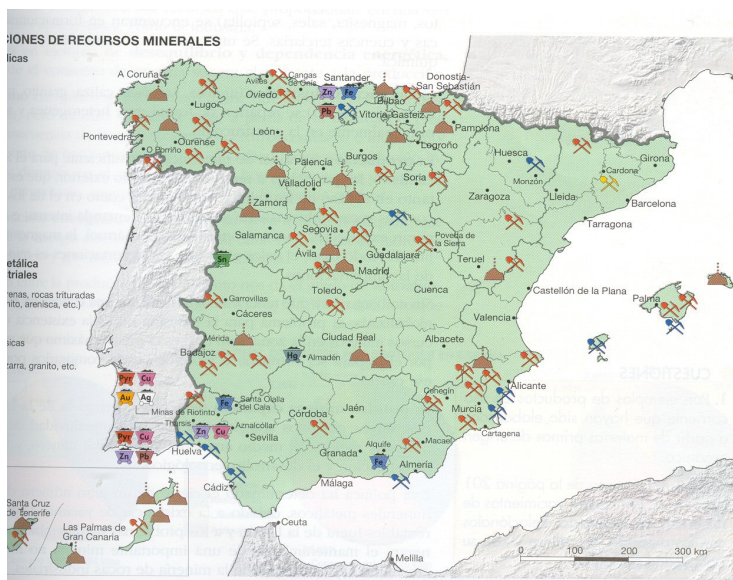 CIONES DE RECURSOS MINERALES
licas
etálica
striales
renas, rocas trituradas
nito, arenisca, etc.)
sicas
zarra, granito, etc.
A Coruña
Lugo
Avilés
Oviedo
Cangas de Onís
Santander
Zn
Fe
Pb
Bilbao
Donostia-
San Sebastián
Vitoria-Gasteiz
Pamplona
Logroño
Pontevedra
Ourense
O Porriño
León
Palencia
Burgos
Huesca
Monzón
Cardona
Girona
Valladolid
Soria
Zaragoza
Lleida
Barcelona
Tarragona
Zamora
Salamanca
Segovia
Ávila
Madrid
Guadalajara
Poveda de
la Sierra
Teruel
Sn
Toledo
Cuenca
Castellón de la Plana
Palma
Garrovillas
Cáceres
Valencia
Mérida
Badajoz
Ciudad Real
Hg
Almadén
Albacete
Alicante
Pyr
Cu
Au
Ag
Minas de Riotinto
Tharsis
Fe
Santa Olalla
del Cala
Aznalcóllar
Zn
Cu
Pyr
Cu
Zn
Pb
Huelva
Sevilla
Córdoba
Jaén
Cehegín
Murcia
Cartagena
Granada
Alquife
Fe
Macael
Almería
Cádiz
Málaga
Ceuta
Melilla
Santa Cruz
de Tenerife
Las Palmas de
Gran Canaria
0
100
200
300 km
CUESTIONES
201